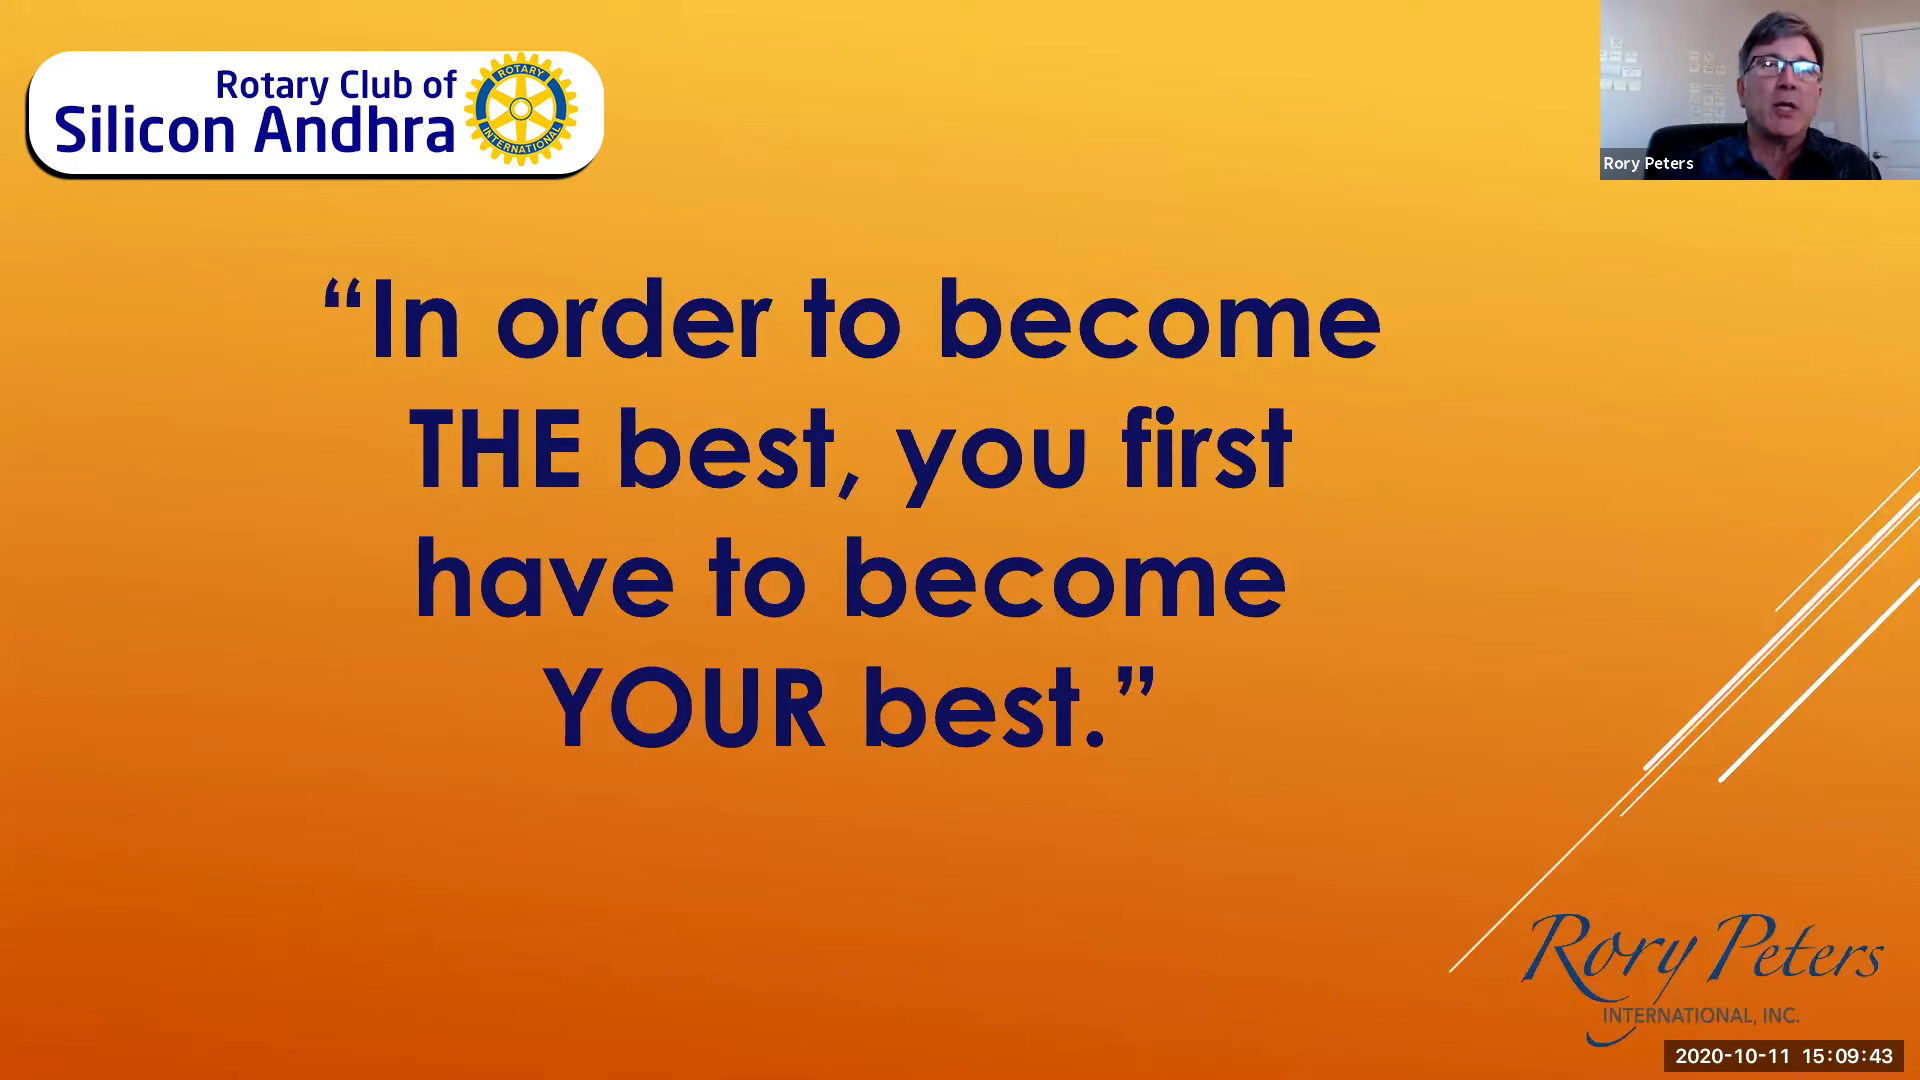 Rotary Club of
Silicon Andhra
ROTARY
INTERNATIONAL
Rory Peters
“In order to become
THE best, you first
have to become
YOUR best.”
Rory Peters
INTERNATIONAL, INC.
2020-10-11 15:09:43